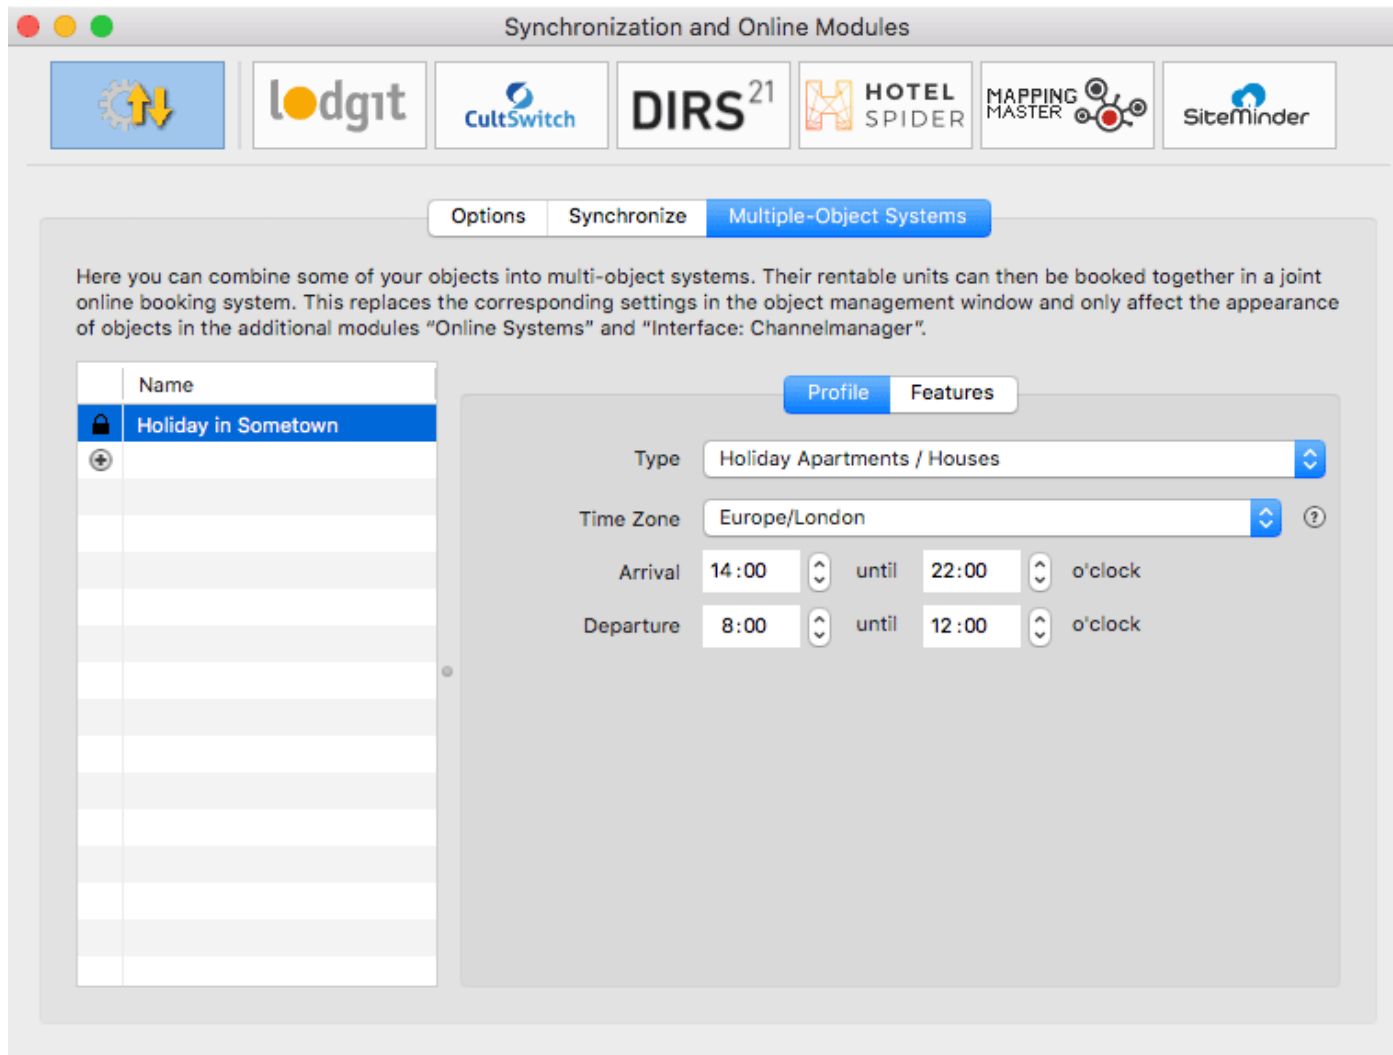 Synchronization and Online Modules
lodgit
CultSwitch
DIRS21
HOTEL
SPIDER
MAPPING
MASTER
SiteMinder
Options Synchronize Multiple-Object Systems
Here you can combine some of your objects into multi-object systems. Their rentable units can then be booked together in a joint
online booking system. This replaces the corresponding settings in the object management window and only affect the appearance
of objects in the additional modules “Online Systems” and “Interface: Channelmanager”.
Name
Holiday in Sometown
Profile Features
Type Holiday Apartments / Houses
Time Zone Europe/London ?
Arrival 14:00 until 22:00 o'clock
Departure 8:00 until 12:00 o'clock